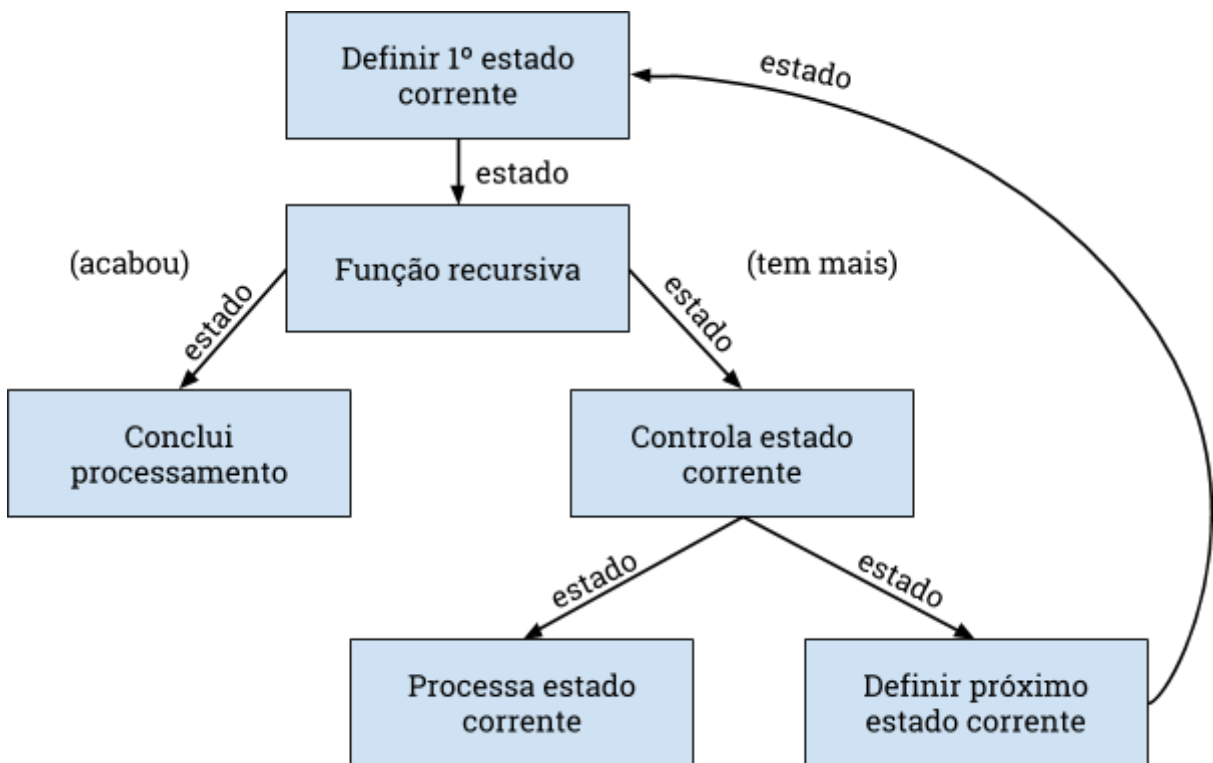 Definir 1º estado
corrente
estado
estado
Função recursiva
(acabou)
(tem mais)
estado
estado
Conclui
processamento
Controla estado
corrente
estado
estado
Processa estado
corrente
Definir próximo
estado corrente